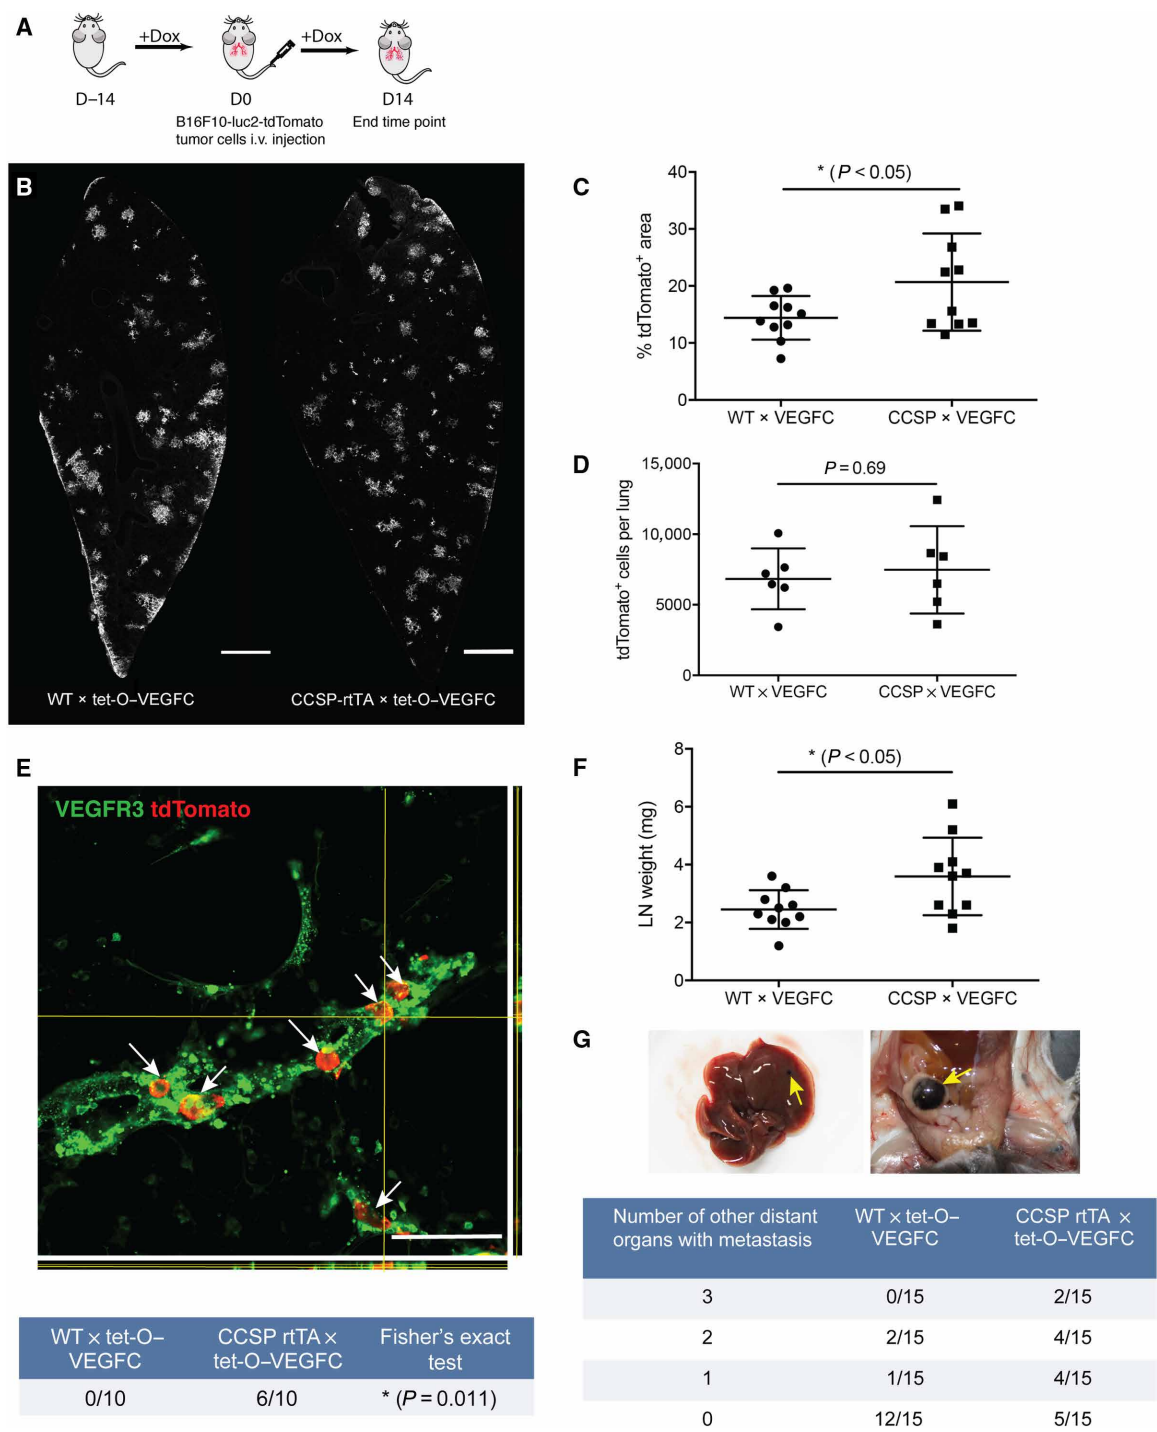 A
+Dox
+Dox
D–14
D0
D14
B16F10-luc2-tdTomato
tumor cells i.v. injection
End time point
B
WT × tet-O–VEGFC
CCSP-rtTA × tet-O–VEGFC
C
* (P < 0.05)
% tdTomato+ area
40
30
20
10
0
WT × VEGFC
CCSP × VEGFC
D
P = 0.69
tdTomato+ cells per lung
15,000
10,000
5000
0
WT × VEGFC
CCSP × VEGFC
E
VEGFR3 tdTomato
WT × tet-O–
VEGFC
CCSP rtTA ×
tet-O–VEGFC
Fisher’s exact
test
0/10
6/10
* (P = 0.011)
F
* (P < 0.05)
LN weight (mg)
8
6
4
2
0
WT × VEGFC
CCSP × VEGFC
G
Number of other distant
organs with metastasis
WT × tet-O–
VEGFC
CCSP rtTA ×
tet-O–VEGFC
3
0/15
2/15
2
2/15
4/15
1
1/15
4/15
0
12/15
5/15